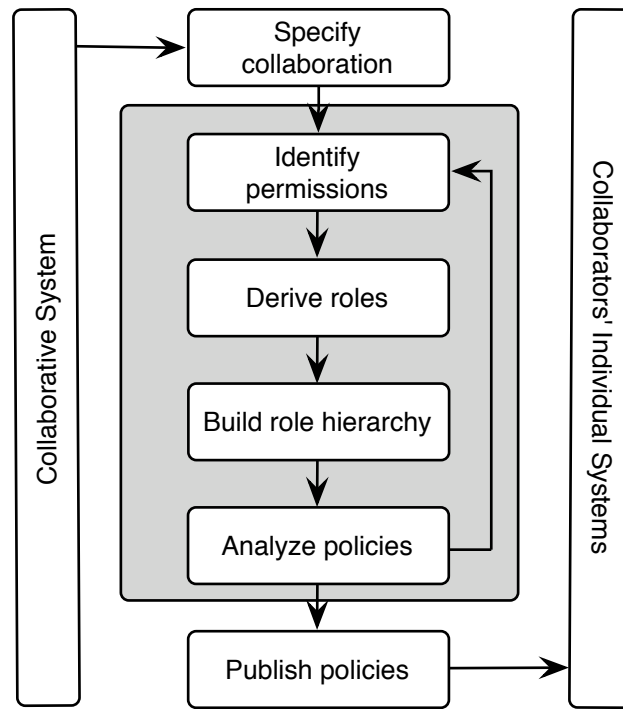 Collaborative System
Specify
collaboration
Identify
permissions
Derive roles
Build role hierarchy
Analyze policies
Publish policies
Collaborators' Individual Systems